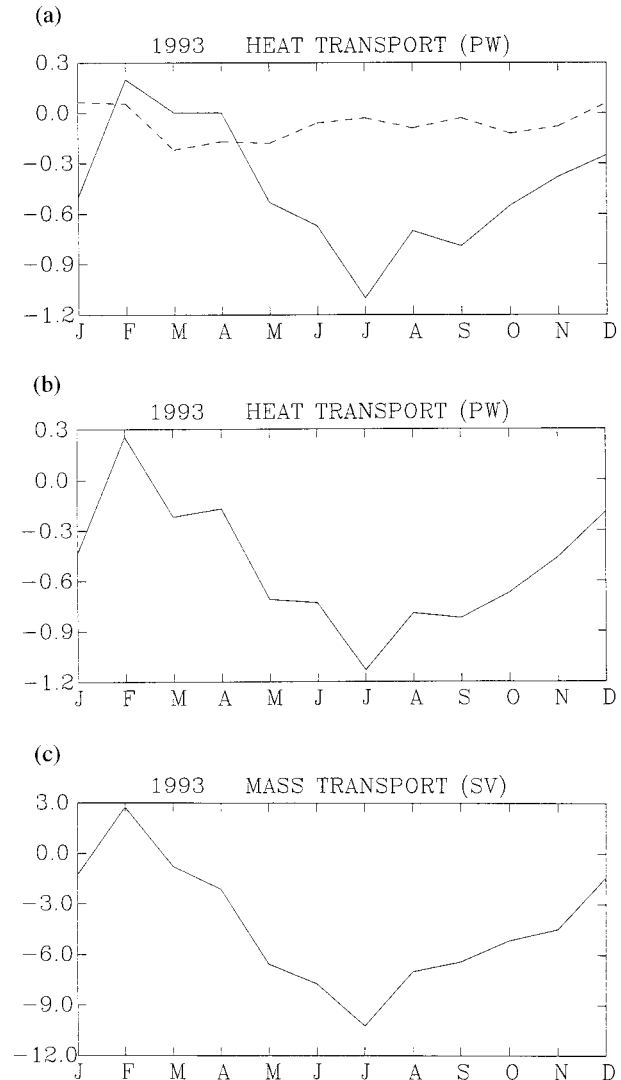 (a)
1993 HEAT TRANSPORT (PW)
0.3
0.0
−0.3
−0.6
−0.9
−1.2
J F M A M J J A S O N D
(b)
1993 HEAT TRANSPORT (PW)
0.3
0.0
−0.3
−0.6
−0.9
−1.2
J F M A M J J A S O N D
(c)
1993 MASS TRANSPORT (SV)
3.0
0.0
−3.0
−6.0
−9.0
−12.0
J F M A M J J A S O N D